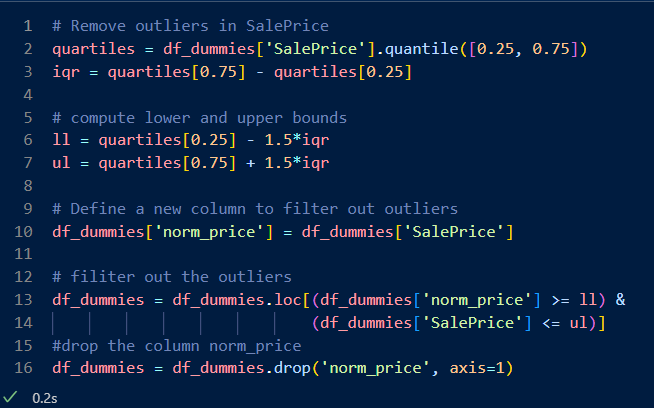 1 # Remove outliers in SalePrice
2 quartiles = df_dummies['SalePrice'].quantile([0.25, 0.75])
3 iqr = quartiles[0.75] - quartiles[0.25]
4
5 # compute lower and upper bounds
6 ll = quartiles[0.25] - 1.5*iqr
7 ul = quartiles[0.75] + 1.5*iqr
8
9 # Define a new column to filter out outliers
10 df_dummies['norm_price'] = df_dummies['SalePrice']
11
12 # filiter out the outliers
13 df_dummies = df_dummies.loc[(df_dummies['norm_price'] >= ll) &
14 (df_dummies['SalePrice'] <= ul)]
15 #drop the column norm_price
16 df_dummies = df_dummies.drop('norm_price', axis=1)
✓ 0.2s